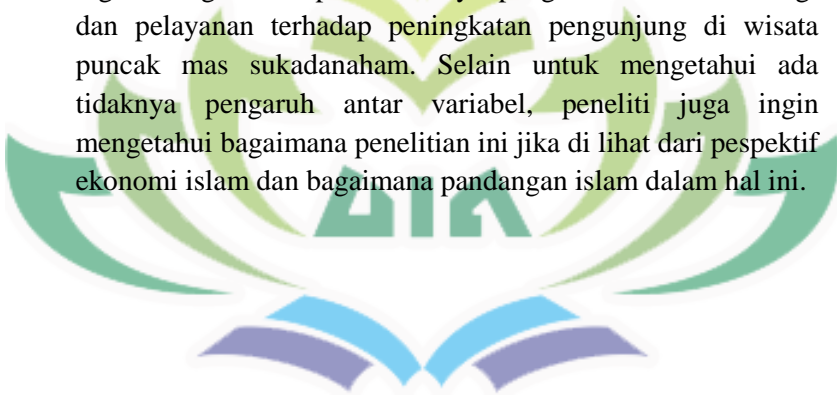 dan pelayanan terhadap peningkatan pengunjung di wisata
puncak mas sukadanaham. Selain untuk mengetahui ada
tidaknya pengaruh antar variabel, peneliti juga ingin
mengetahui bagaimana penelitian ini jika di lihat dari pespektif
ekonomi islam dan bagaimana pandangan islam dalam hal ini.